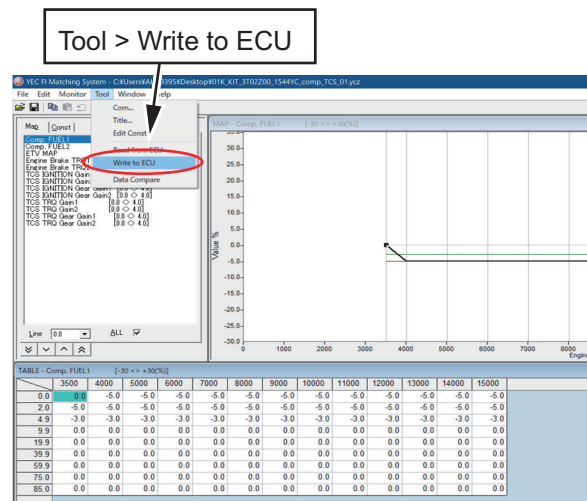 Tool > Write to ECU
YEC FI Matching System - C:¥Users¥A 0395¥Desktop¥01K_KIT_3T02Z00_1544YC_comp_TCS_01.ycz
File Edit Monitor Tool Window Help
Com...
Title...
Edit Const
Read from ECU
Write to ECU
Data Compare
Map Const
Comp. FUEL1
Comp. FUEL2
ETV MAP
Engine Brake TRQ1
Engine Brake TRQ2
TCS IGNITION Gain
TCS IGNITION Gain
TCS IGNITION Gear Gain1 [0.0 <> 4.0]
TCS IGNITION Gear Gain2 [0.0 <> 4.0]
TCS TRQ Gain1 [0.0 <> 4.0]
TCS TRQ Gain2 [0.0 <> 4.0]
TCS TRQ Gear Gain1 [0.0 <> 4.0]
TCS TRQ Gear Gain2 [0.0 <> 4.0]
Line 0.0 ALL
MAP - Comp. FUEL1 [-30 <> +30(%)]
Value %
30.0
25.0
20.0
15.0
10.0
5.0
0.0
-5.0
-10.0
-15.0
-20.0
-25.0
-30.0
0 1000 2000 3000 4000 5000 6000 7000 8000
Engin
TABLE - Comp. FUEL1 [-30 <> +30(%)]
3500 4000 5000 6000 7000 8000 9000 10000 11000 12000 13000 14000 15000
0.0 0.0 -5.0 -5.0 -5.0 -5.0 -5.0 -5.0 -5.0 -5.0 -5.0 -5.0 -5.0 -5.0
2.0 -5.0 -5.0 -5.0 -5.0 -5.0 -5.0 -5.0 -5.0 -5.0 -5.0 -5.0 -5.0 -5.0
4.9 -3.0 -3.0 -3.0 -3.0 -3.0 -3.0 -3.0 -3.0 -3.0 -3.0 -3.0 -3.0 -3.0
9.9 0.0 0.0 0.0 0.0 0.0 0.0 0.0 0.0 0.0 0.0 0.0 0.0 0.0
19.9 0.0 0.0 0.0 0.0 0.0 0.0 0.0 0.0 0.0 0.0 0.0 0.0 0.0
39.9 0.0 0.0 0.0 0.0 0.0 0.0 0.0 0.0 0.0 0.0 0.0 0.0 0.0
59.9 0.0 0.0 0.0 0.0 0.0 0.0 0.0 0.0 0.0 0.0 0.0 0.0 0.0
75.0 0.0 0.0 0.0 0.0 0.0 0.0 0.0 0.0 0.0 0.0 0.0 0.0 0.0
85.0 0.0 0.0 0.0 0.0 0.0 0.0 0.0 0.0 0.0 0.0 0.0 0.0 0.0